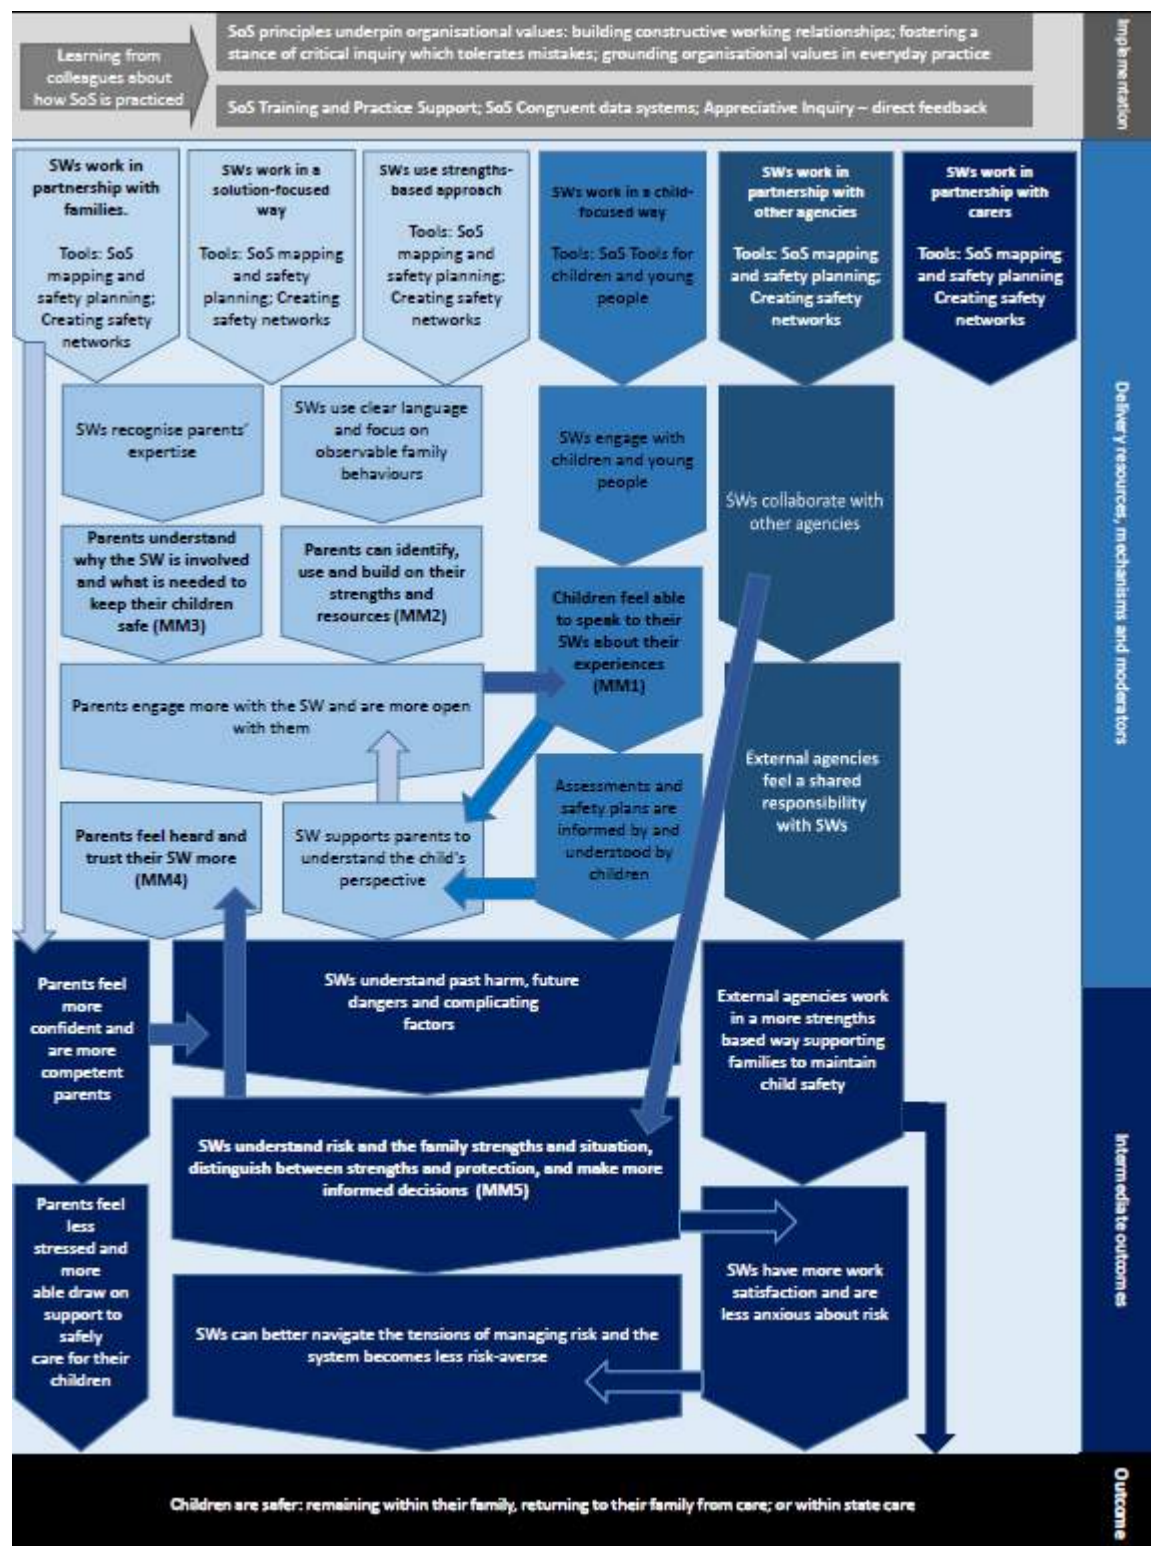 Learning from
colleagues about
how SoS is practiced
SoS principles underpin organisational values: building constructive working relationships; fostering a
stance of critical inquiry which tolerates mistakes; grounding organisational values in everyday practice
SoS Training and Practice Support; SoS Congruent data systems; Appreciative Inquiry – direct feedback
Implementation
SWs work in
partnership with
families.
Tools: SoS
mapping and
safety planning;
Creating safety
networks
SWs work in a
solution-focused
way
Tools: SoS mapping
and safety
planning; Creating
safety networks
SWs use strengths-
based approach
Tools: SoS
mapping and
safety planning;
Creating safety
networks
SWs work in a child-
focused way
Tools: SoS Tools for
children and young
people
SWs work in
partnership with
other agencies
Tools: SoS mapping
and safety planning;
Creating safety
networks
SWs work in
partnership with
carers
Tools: SoS mapping
and safety planning
Creating safety
networks
Delivery resources, mechanisms and moderators
SWs recognise parents'
expertise
SWs use clear language
and focus on
observable family
behaviours
SWs engage with
children and young
people
SWs collaborate with
other agencies
Parents understand
why the SW is involved
and what is needed to
keep their children
safe (MM3)
Parents can identify,
use and build on their
strengths and
resources (MM2)
Children feel able
to speak to their
SWs about their
experiences
(MM1)
Parents engage more with the SW and are more open
with them
External agencies
feel a shared
responsibility
with SWs
Parents feel heard and
trust their SW more
(MM4)
SW supports parents to
understand the child's
perspective
Assessments and
safety plans are
informed by and
understood by
children
Parents feel
more
confident and
are more
competent
parents
SWs understand past harm, future
dangers and complicating
factors
External agencies work
in a more strengths
based way supporting
families to maintain
child safety
Intermediate outcomes
SWs understand risk and the family strengths and situation,
distinguish between strengths and protection, and make more
informed decisions (MM5)
Parents feel
less
stressed and
more
able draw on
support to
safely
care for their
children
SWs have more work
satisfaction and are
less anxious about risk
SWs can better navigate the tensions of managing risk and the
system becomes less risk-averse
Children are safer: remaining within their family, returning to their family from care; or within state care
Outcome